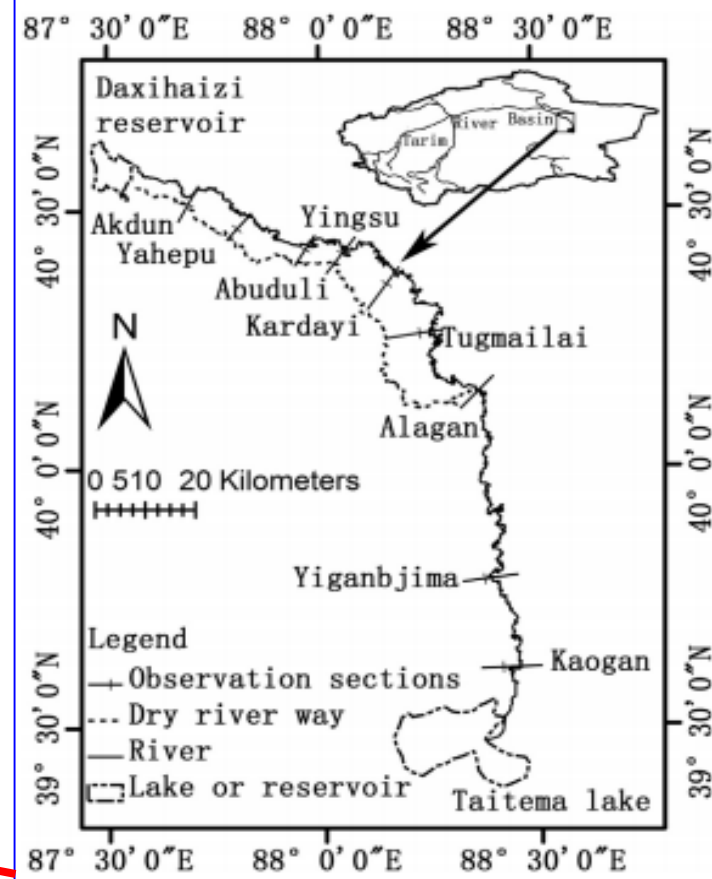 87° 30′ 0″E 88° 0′ 0″E 88° 30′ 0″E
Daxihaizi
reservoir
River Basin
Tarim
40° 30′ 0″N
40° 30′ 0″N
Akdun
Yingsu
Yahepu
Abuduli
Kardayi
N
Tugmailai
Alagan
40° 0′ 0″N
40° 0′ 0″N
0 510 20 Kilometers
Yiganbjima
Legend
Kaogan
Observation sections
Dry river way
River
Lake or reservoir
39° 30′ 0″N
39° 30′ 0″N
Taitema lake
87° 30′ 0″E 88° 0′ 0″E 88° 30′ 0″E